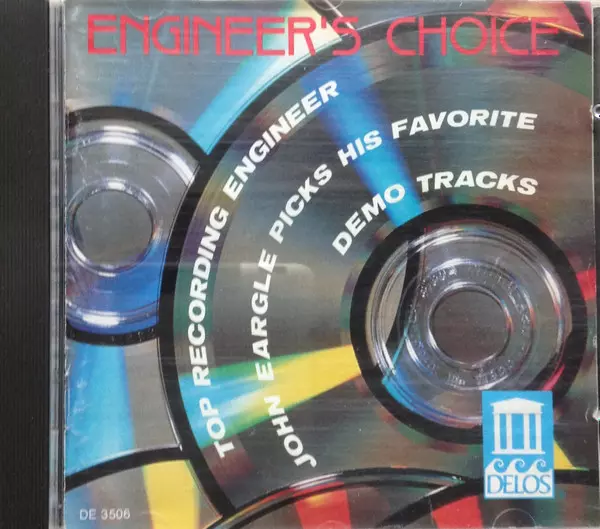 ENGINEER'S CHOICE
TOP RECORDING ENGINEER
JOHN EARGLE PICKS HIS FAVORITE
DEMO TRACKS
DELOS
DE 3506